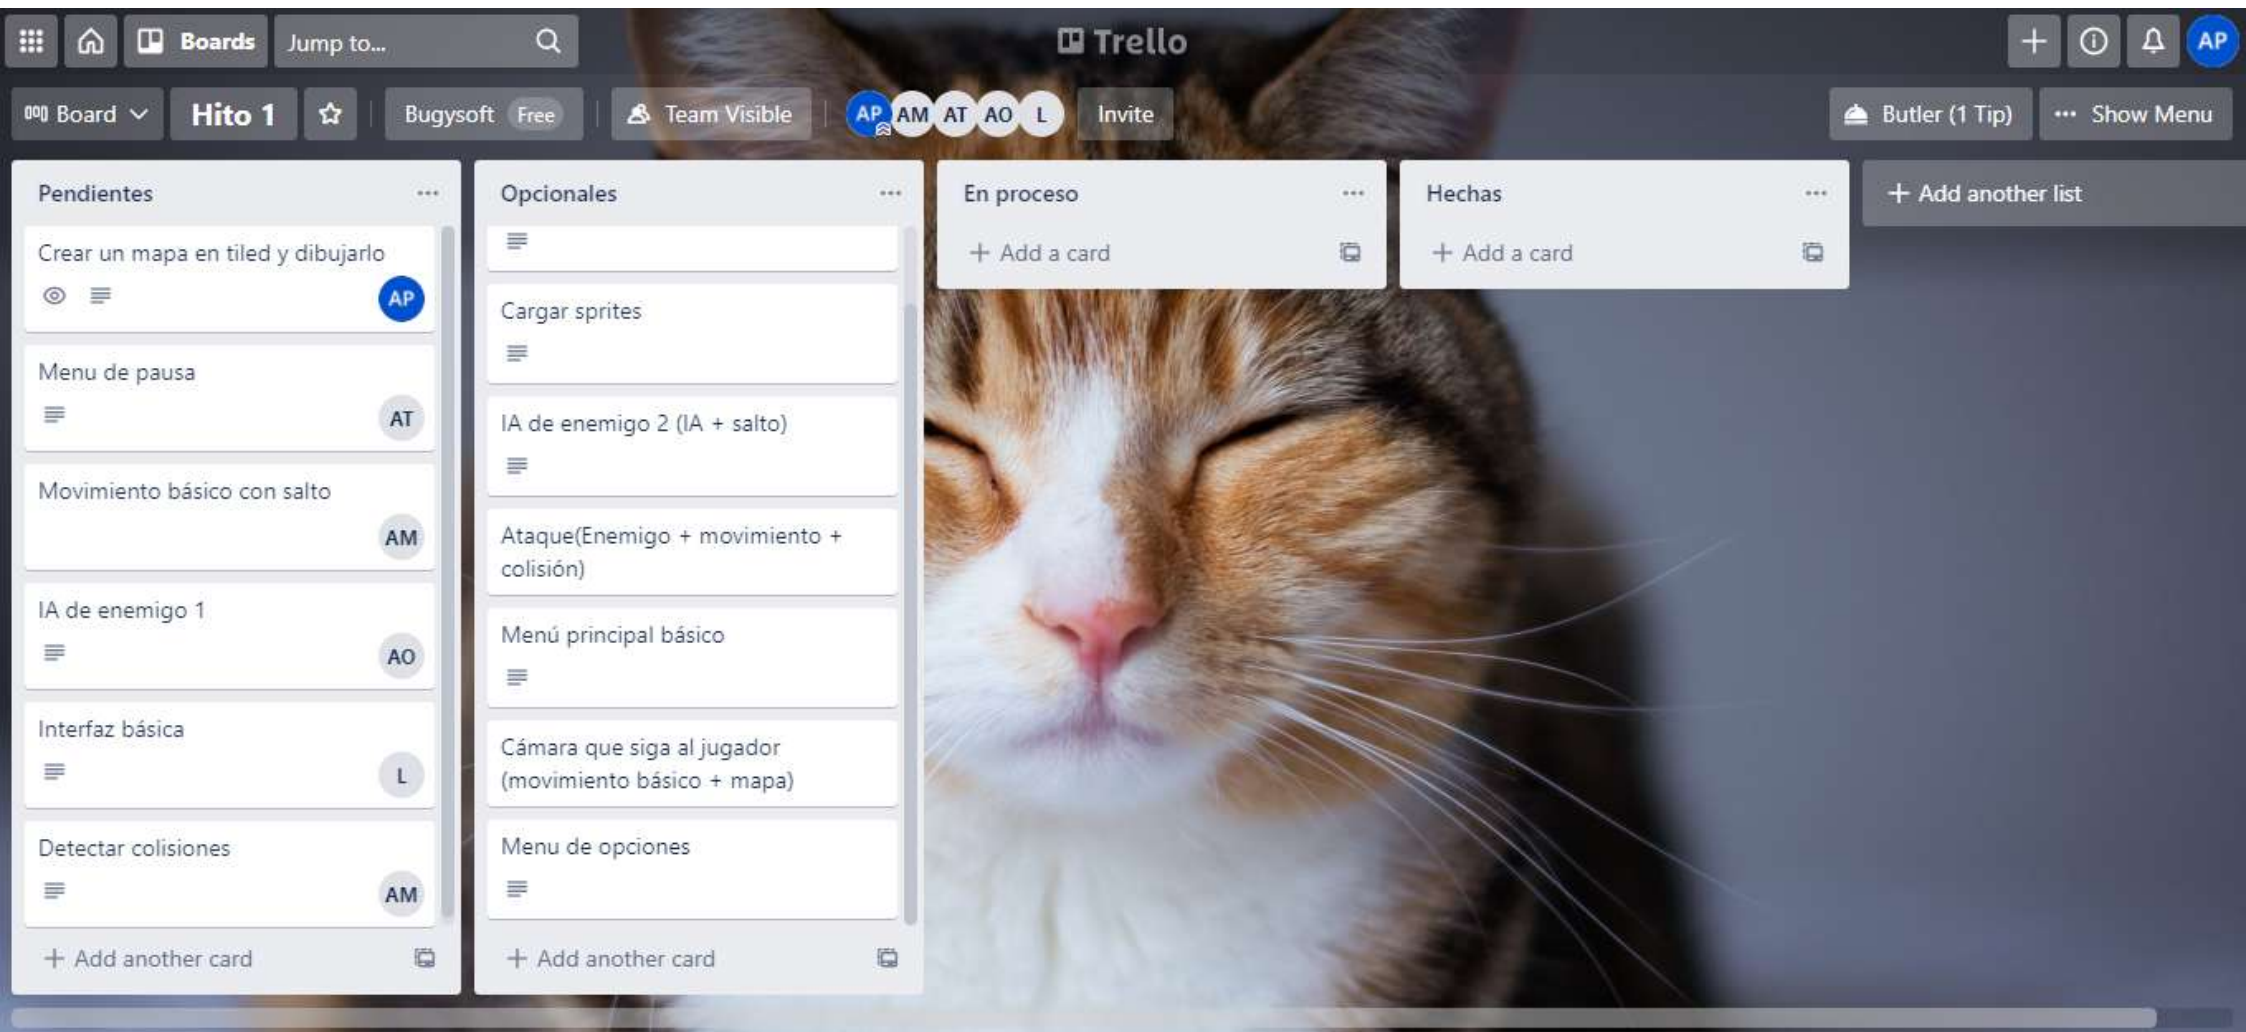 Boards
Jump to...
Trello
AP
Board
Hito 1
Bugysoft Free
Team Visible
AP AM AT AO L
Invite
Butler (1 Tip)
Show Menu
Pendientes
Crear un mapa en tiled y dibujarlo
AP
Menu de pausa
AT
Movimiento básico con salto
AM
IA de enemigo 1
AO
Interfaz básica
L
Detectar colisiones
AM
+ Add another card
Opcionales
Cargar sprites
IA de enemigo 2 (IA + salto)
Ataque(Enemigo + movimiento +
colisión)
Menú principal básico
Cámara que siga al jugador
(movimiento básico + mapa)
Menu de opciones
+ Add another card
En proceso
+ Add a card
Hechas
+ Add a card
+ Add another list